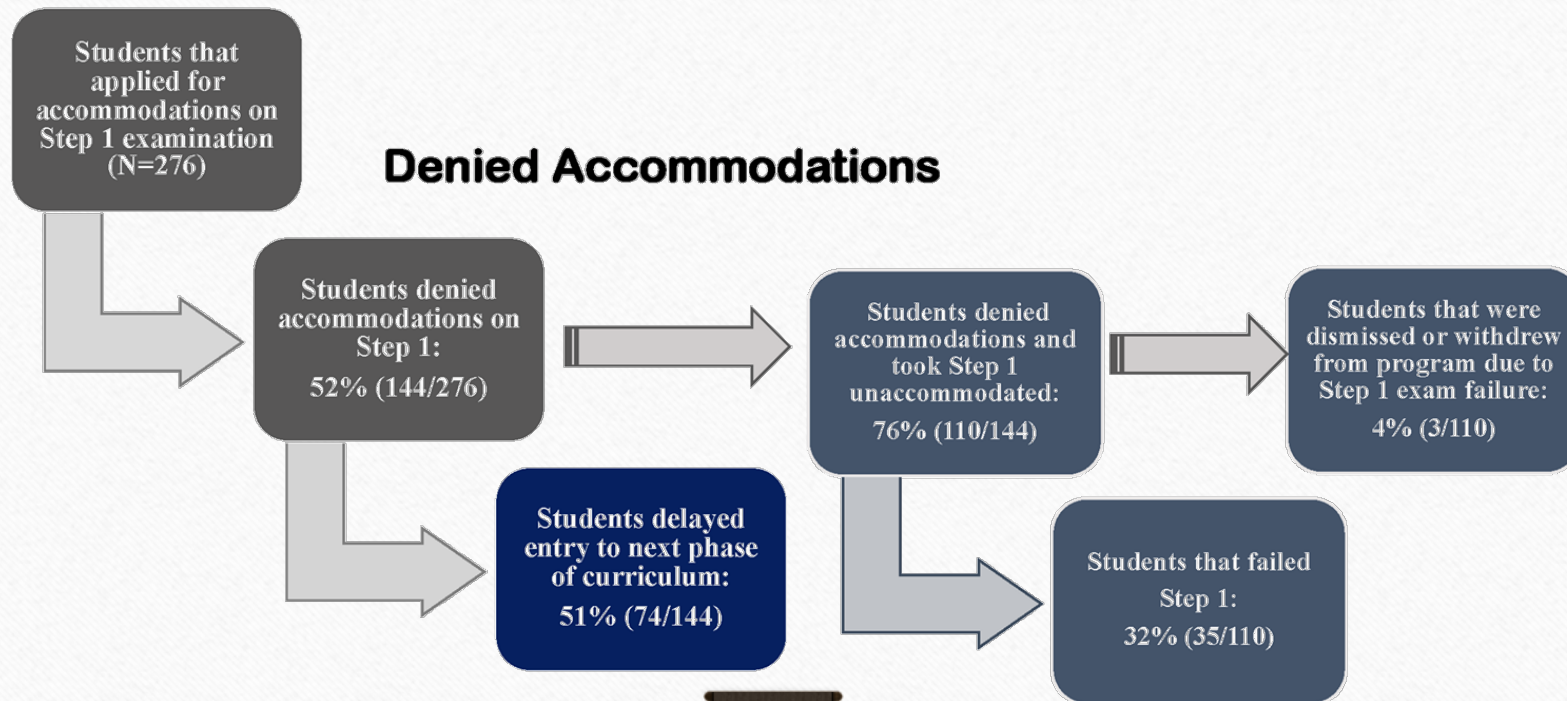 Students that
applied for
accommodations on
Step 1 examination
(N=276)
Denied Accommodations
Students denied
accommodations on
Step 1:
52% (144/276)
Students denied
accommodations and
took Step 1
unaccommodated:
76% (110/144)
Students that were
dismissed or withdrew
from program due to
Step 1 exam failure:
4% (3/110)
Students delayed
entry to next phase
of curriculum:
51% (74/144)
Students that failed
Step 1:
32% (35/110)